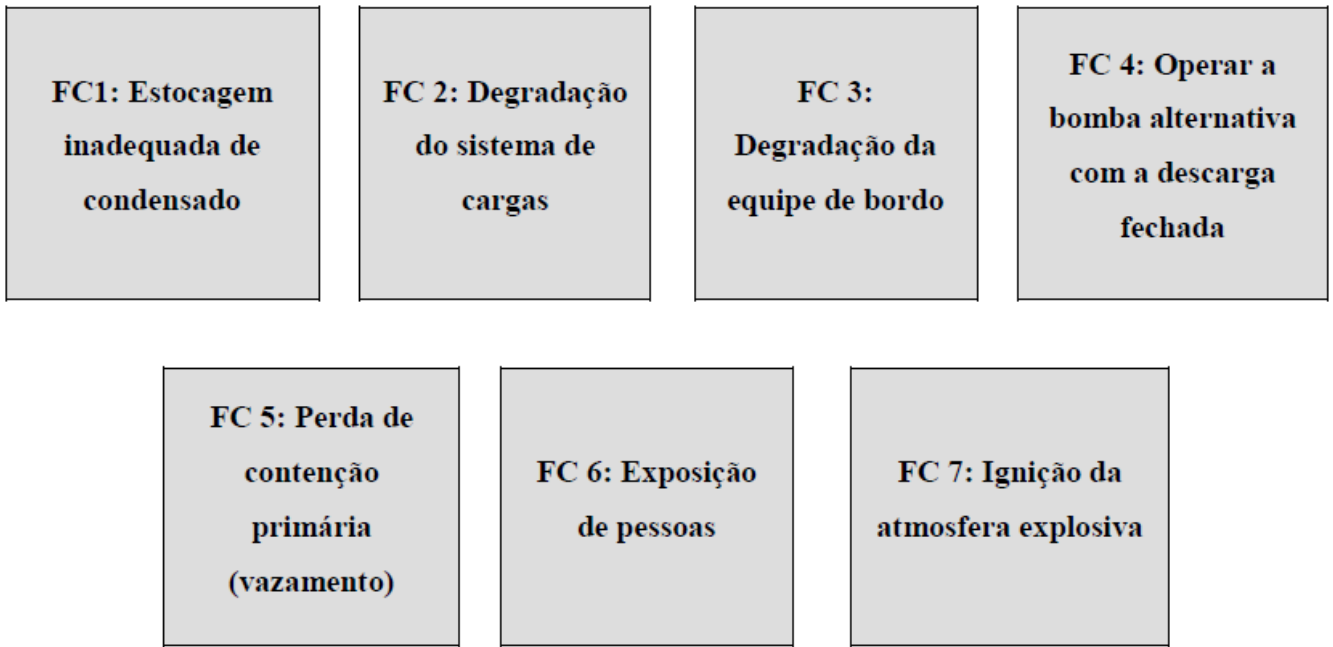 FC1: Estocagem
inadequada de
condensado
FC 2: Degradação
do sistema de
cargas
FC 3:
Degradação da
equipe de bordo
FC 4: Operar a
bomba alternativa
com a descarga
fechada
FC 5: Perda de
contenção
primária
(vazamento)
FC 6: Exposição
de pessoas
FC 7: Ignição da
atmosfera explosiva